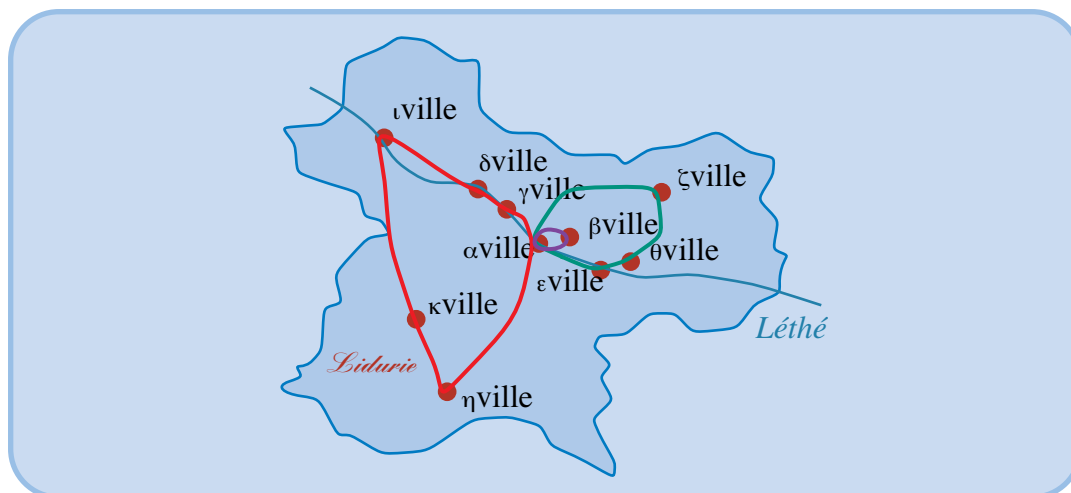 ιville
δville
ζville
γville
βville
αville
θville
εville
κville
Léthé
Lidurie
ηville